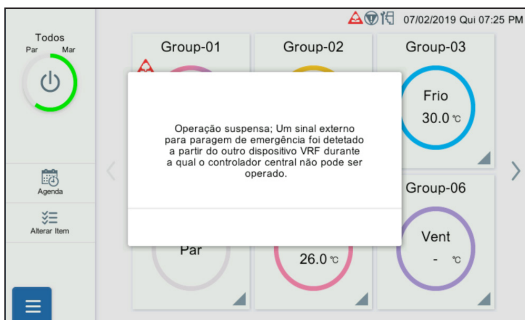 07/02/2019 Qui 07:25 PM
Todos
Par Mar
Agenda
Alterar Item
Group-01
Group-02
Group-03
Frio
30.0 ℃
Operação suspensa; Um sinal externo
para paragem de emergência foi detetado
a partir do outro dispositivo VRF durante
a qual o controlador central não pode ser
operado.
Group-06
Par
26.0 ℃
Vent
- ℃